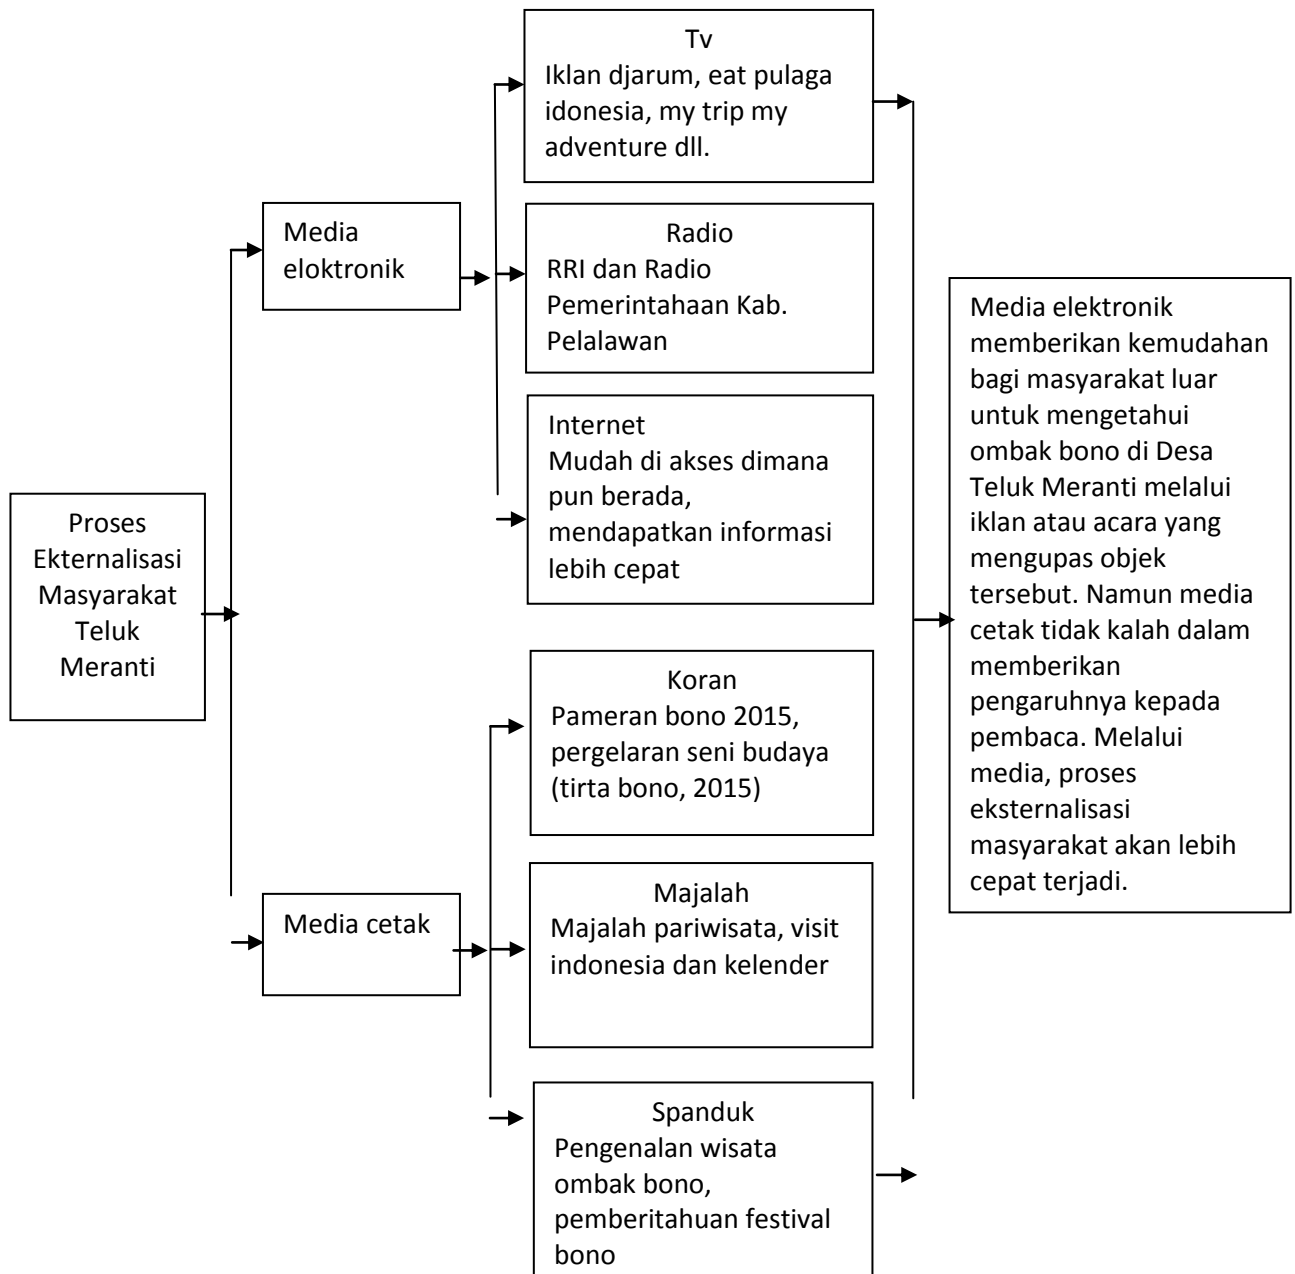 Proses
Ekternalisasi
Masyarakat
Teluk
Meranti
Media
eloktronik
Tv
Iklan djarum, eat pulaga
idonesia, my trip my
adventure dll.
Radio
RRI dan Radio
Pemerintahaan Kab.
Pelalawan
Internet
Mudah di akses dimana
pun berada,
mendapatkan informasi
lebih cepat
Media cetak
Koran
Pameran bono 2015,
pergelaran seni budaya
(tirta bono, 2015)
Majalah
Majalah pariwisata, visit
indonesia dan kelender
Spanduk
Pengenalan wisata
ombak bono,
pemberitahuan festival
bono
Media elektronik
memberikan kemudahan
bagi masyarakat luar
untuk mengetahui
ombak bono di Desa
Teluk Meranti melalui
iklan atau acara yang
mengupas objek
tersebut. Namun media
cetak tidak kalah dalam
memberikan
pengaruhnya kepada
pembaca. Melalui
media, proses
eksternalisasi
masyarakat akan lebih
cepat terjadi.